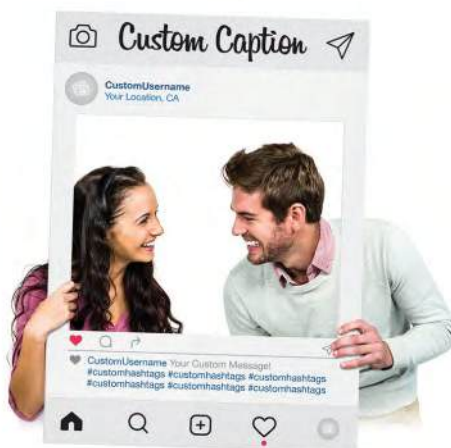 Custom Caption
CustomUsername
Your Location, CA
CustomUsername Your Custom Message!
#customhashtags #customhashtags #customhashtags
#customhashtags #customhashtags #customhashtags